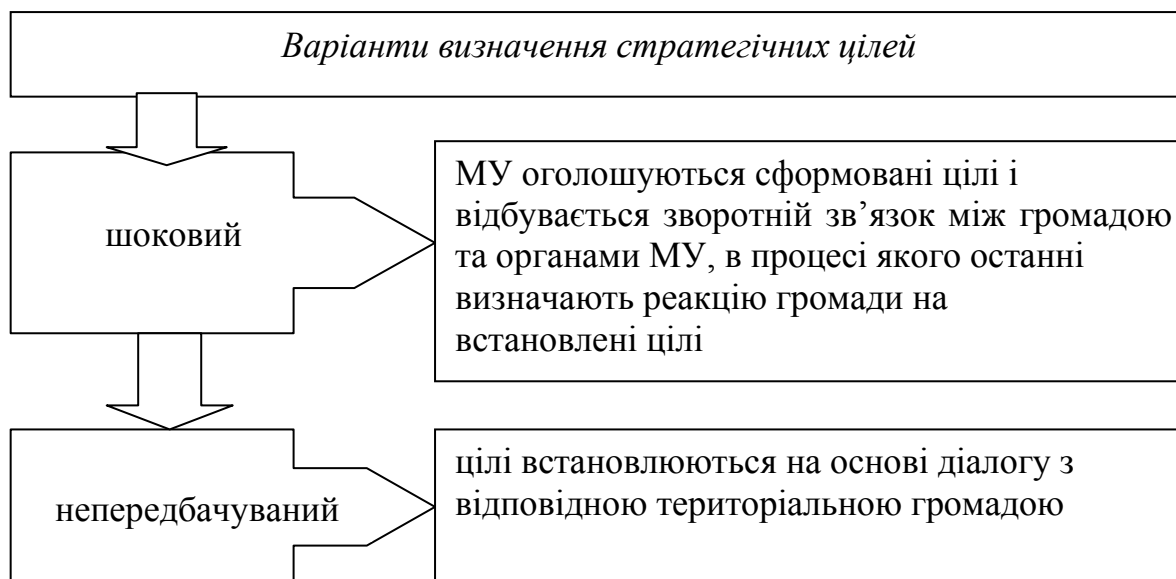 Варіанти визначення стратегічних цілей
шоковий
МУ оголошуються сформовані цілі і
відбувається зворотній зв’язок між громадою
та органами МУ, в процесі якого останні
визначають реакцію громади на
встановлені цілі
непередбачуваний
цілі встановлюються на основі діалогу з
відповідною територіальною громадою